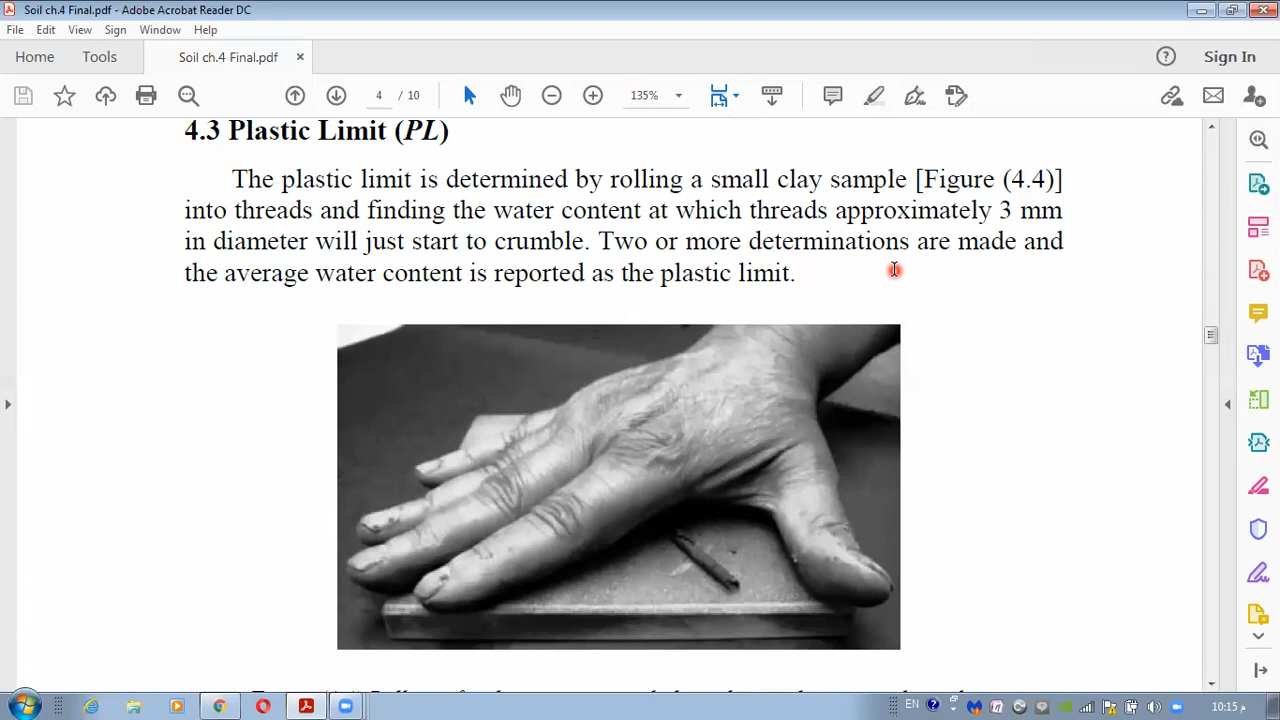 Soil ch.4 Final.pdf - Adobe Acrobat Reader DC
File Edit View Sign Window Help
Home Tools Soil ch.4 Final.pdf × ? Sign In
4 / 10 135%
4.3 Plastic Limit (PL)
The plastic limit is determined by rolling a small clay sample [Figure (4.4)]
into threads and finding the water content at which threads approximately 3 mm
in diameter will just start to crumble. Two or more determinations are made and
the average water content is reported as the plastic limit.
EN 10:15 م